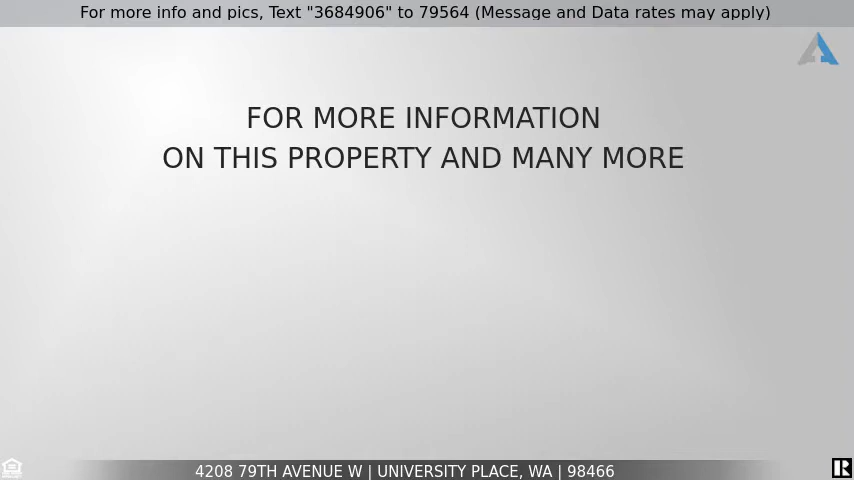 For more info and pics, Text "3684906" to 79564 (Message and Data rates may apply)
FOR MORE INFORMATION
ON THIS PROPERTY AND MANY MORE
4208 79TH AVENUE W | UNIVERSITY PLACE, WA | 98466